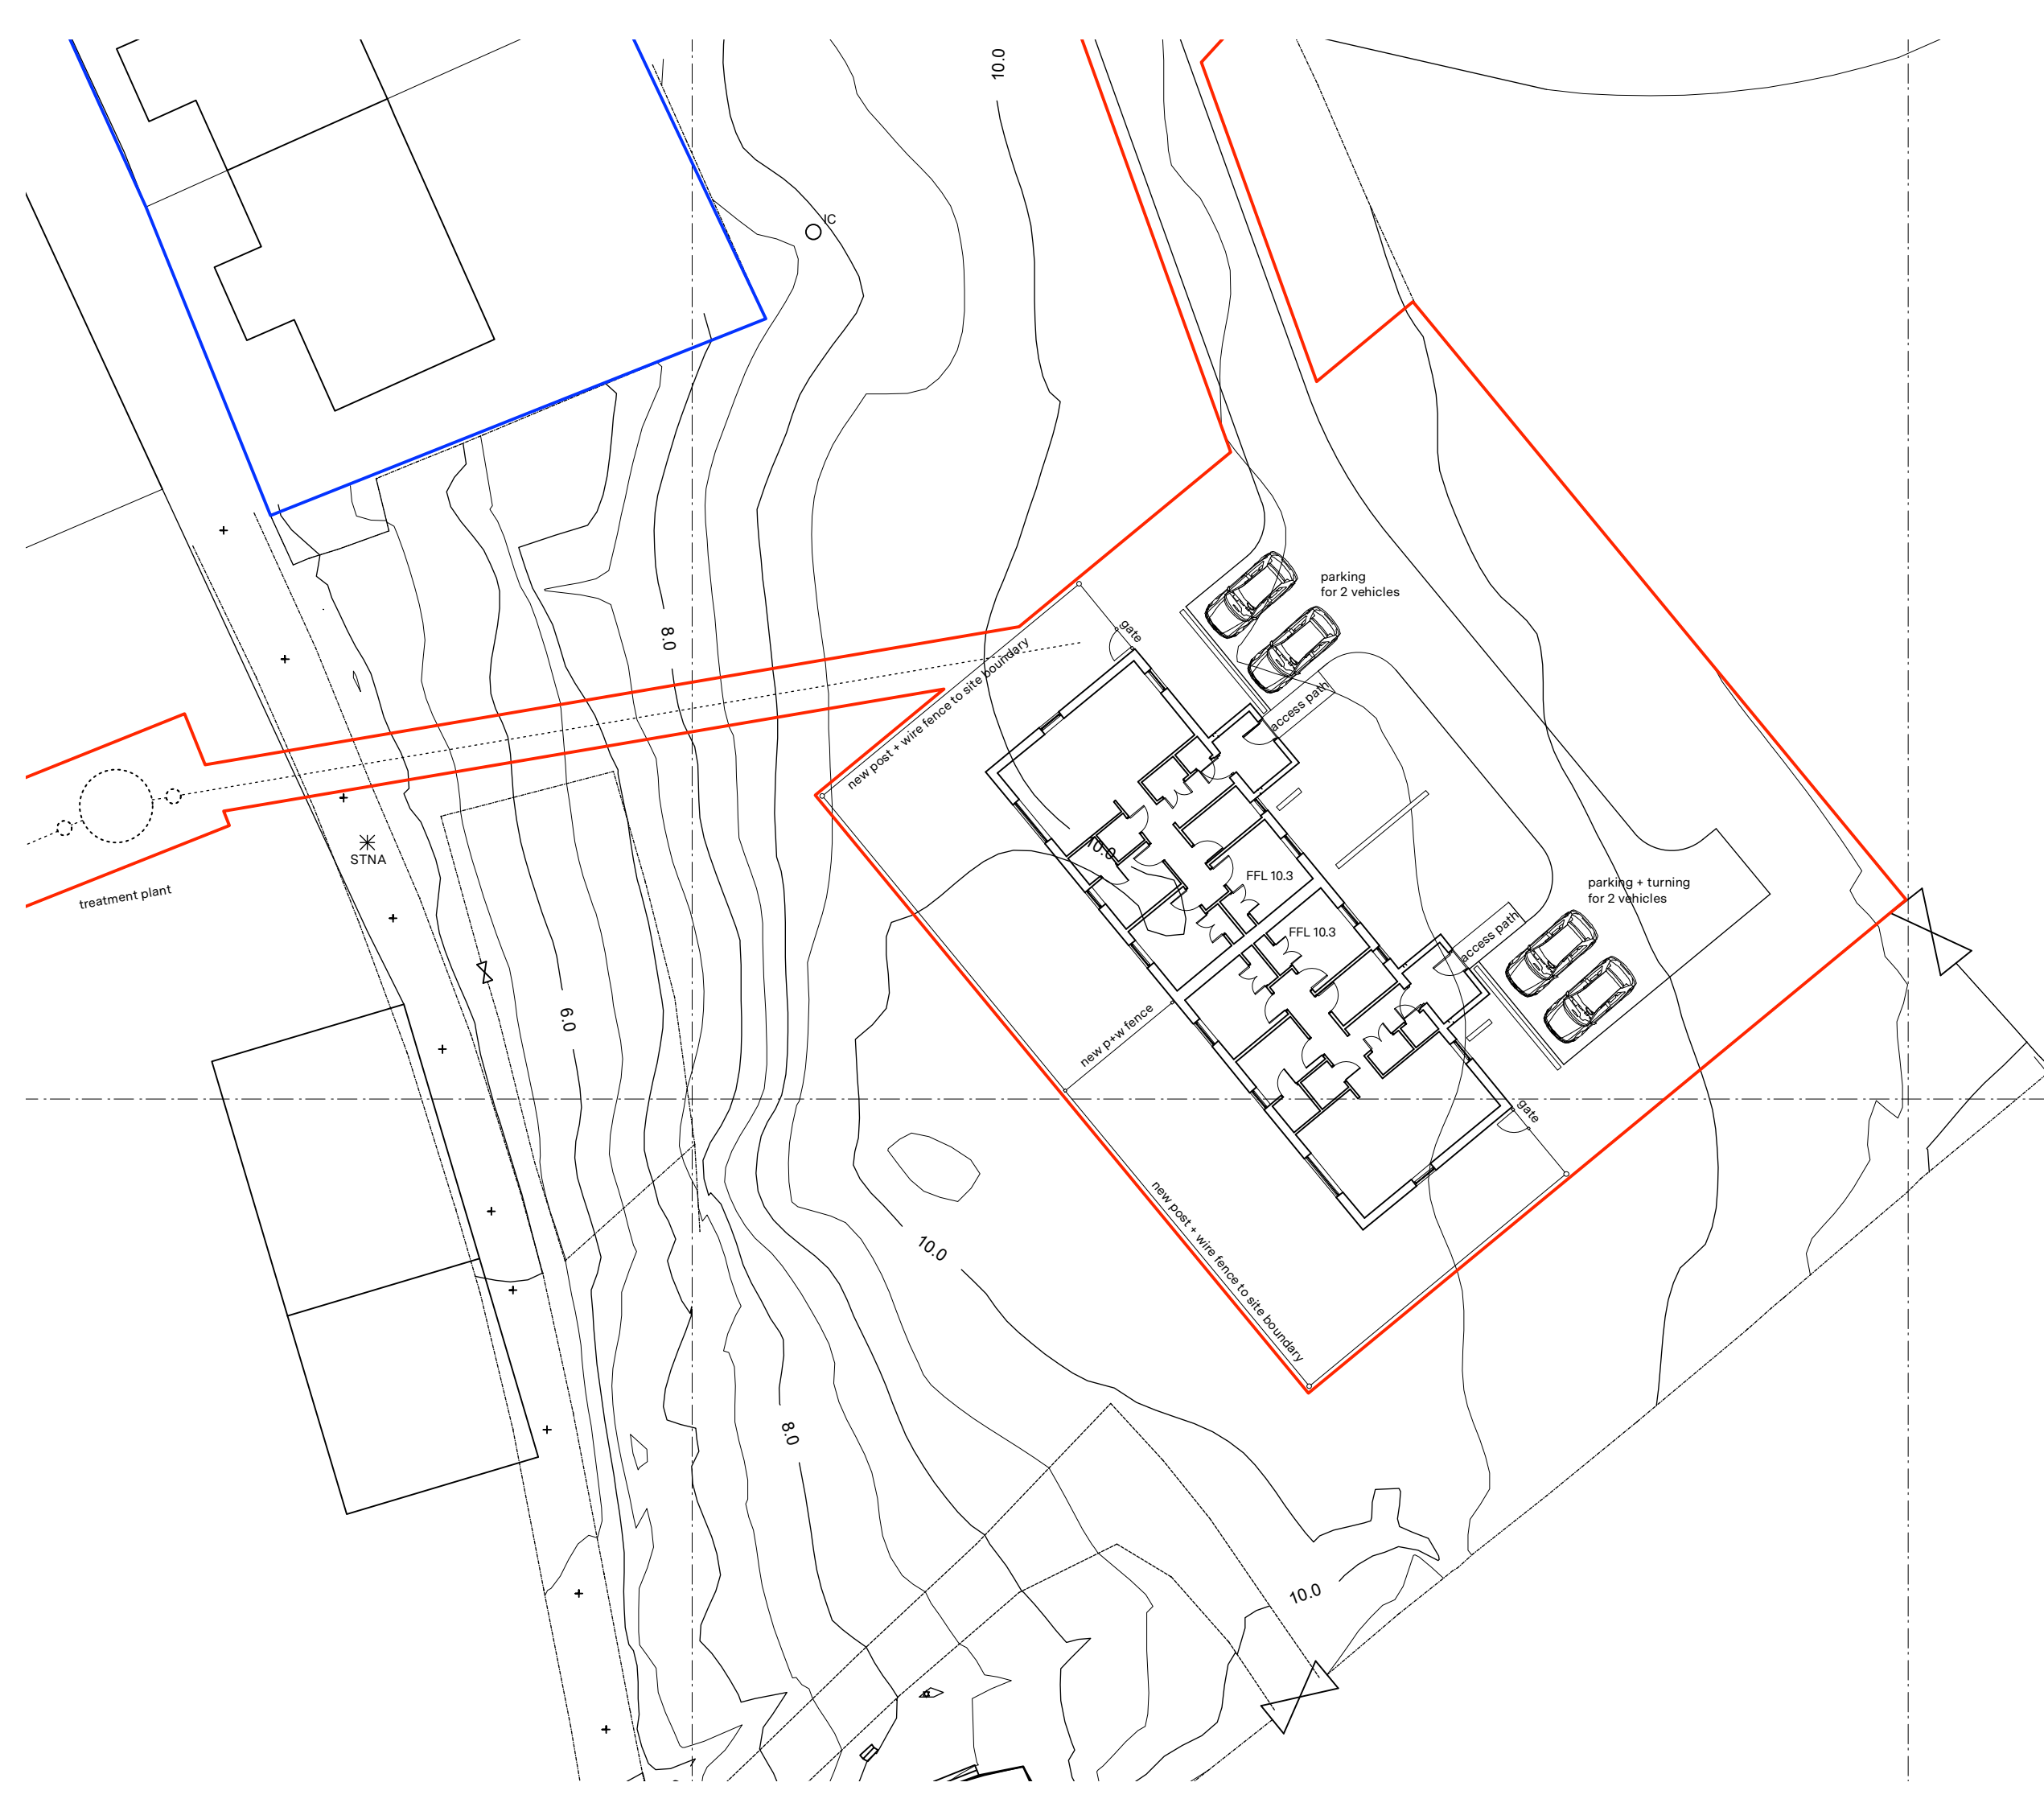 10.0
IC
parking
for 2 vehicles
gate
8.0
new post + wire fence to site boundary
access path
STNA
10.0
FFL 10.3
treatment plant
parking + turning
for 2 vehicles
access path
FFL 10.3
6.0
new p+w fence
gate
10.0
new post + wire fence to site boundary
8.0
10.0